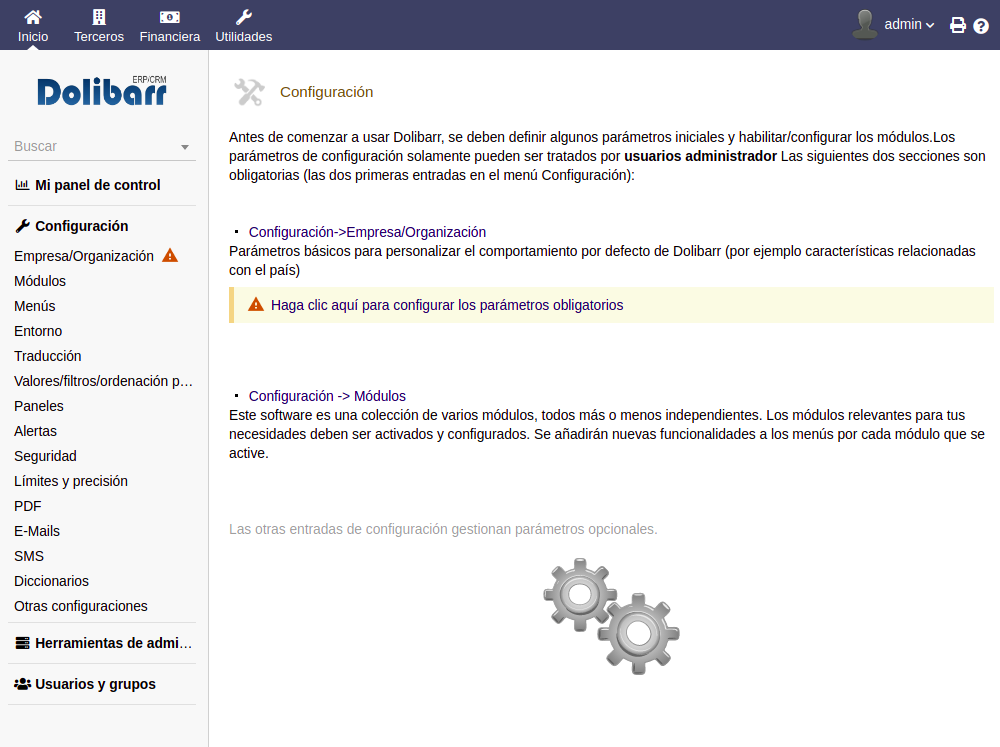 Inicio
Terceros
Financiera
Utilidades
admin
Dolibarr
ERP/CRM
Buscar
Mi panel de control
Configuración
Empresa/Organización
Módulos
Menús
Entorno
Traducción
Valores/filtros/ordenación p…
Paneles
Alertas
Seguridad
Límites y precisión
PDF
E-Mails
SMS
Diccionarios
Otras configuraciones
Herramientas de admi…
Usuarios y grupos
Configuración
Antes de comenzar a usar Dolibarr, se deben definir algunos parámetros iniciales y habilitar/configurar los módulos.Los
parámetros de configuración solamente pueden ser tratados por usuarios administrador Las siguientes dos secciones son
obligatorias (las dos primeras entradas en el menú Configuración):
Configuración->Empresa/Organización
Parámetros básicos para personalizar el comportamiento por defecto de Dolibarr (por ejemplo características relacionadas
con el país)
Haga clic aquí para configurar los parámetros obligatorios
Configuración -> Módulos
Este software es una colección de varios módulos, todos más o menos independientes. Los módulos relevantes para tus
necesidades deben ser activados y configurados. Se añadirán nuevas funcionalidades a los menús por cada módulo que se
active.
Las otras entradas de configuración gestionan parámetros opcionales.